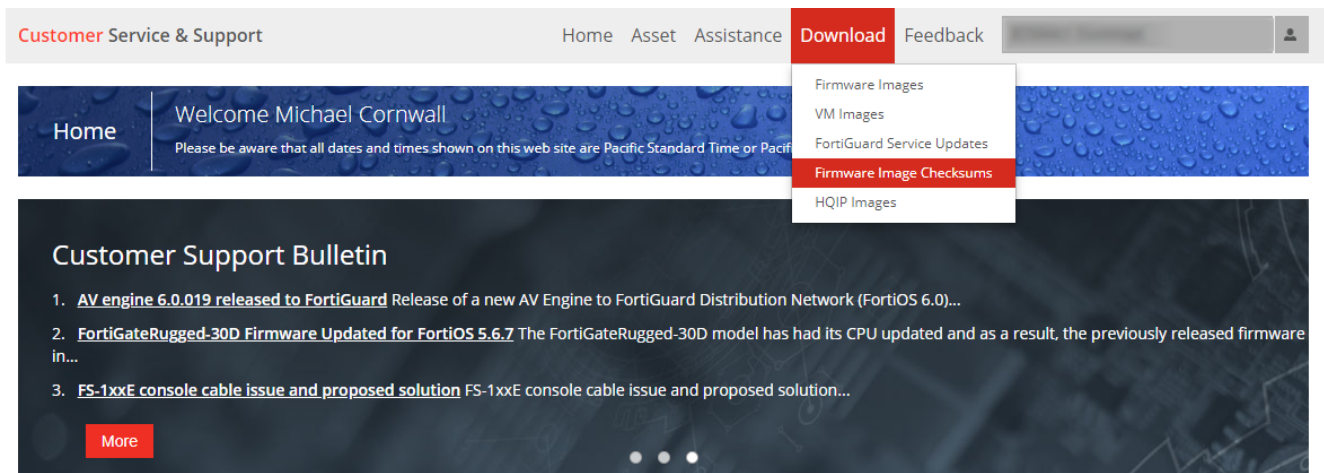 Customer Service & Support
Home Asset Assistance Download Feedback
Firmware Images
VM Images
FortiGuard Service Updates
Firmware Image Checksums
HQIP Images
Home
Welcome Michael Cornwall
Please be aware that all dates and times shown on this web site are Pacific Standard Time or Pacif
Customer Support Bulletin
1. AV engine 6.0.019 released to FortiGuard Release of a new AV Engine to FortiGuard Distribution Network (FortiOS 6.0)...
2. FortiGateRugged-30D Firmware Updated for FortiOS 5.6.7 The FortiGateRugged-30D model has had its CPU updated and as a result, the previously released firmware
in...
3. FS-1xxE console cable issue and proposed solution FS-1xxE console cable issue and proposed solution...
More